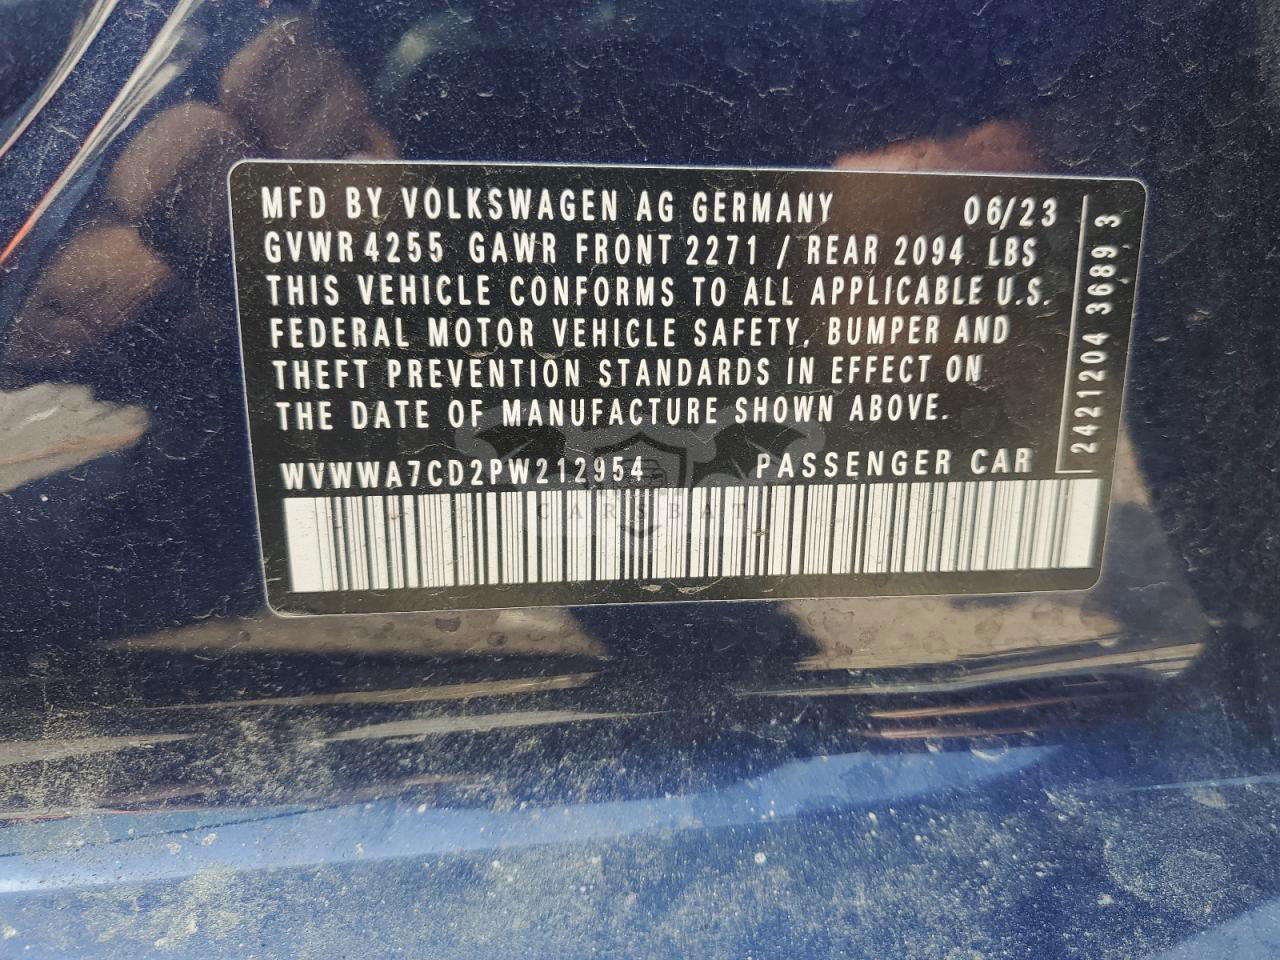 MFD BY VOLKSWAGEN AG GERMANY 06/23
GVWR 4255 GAWR FRONT 2271 / REAR 2094 LBS
THIS VEHICLE CONFORMS TO ALL APPLICABLE U.S.
FEDERAL MOTOR VEHICLE SAFETY, BUMPER AND
THEFT PREVENTION STANDARDS IN EFFECT ON
THE DATE OF MANUFACTURE SHOWN ABOVE.
WVWWA7CD2PW212954 PASSENGER CAR
2421204 3689 3
CARSBAT